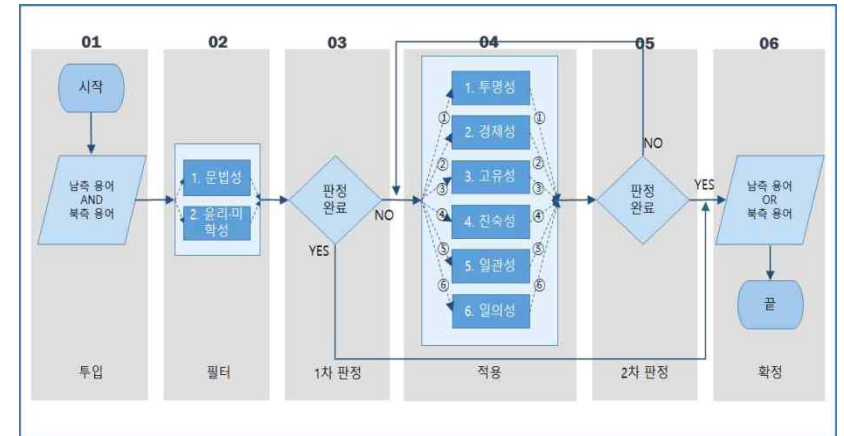 01
02
03
04
05
06
시작
남측 용어
AND
북측 용어
1. 문법성
2. 윤리·미
학성
판정
완료
NO
YES
1. 투명성
2. 경제성
3. 고유성
4. 친숙성
5. 일관성
6. 일의성
①
②
③
④
⑤
⑥
①
②
③
④
⑤
⑥
판정
완료
NO
YES
남측 용어
OR
북측 용어
끝
투입
필터
1차 판정
적용
2차 판정
확정